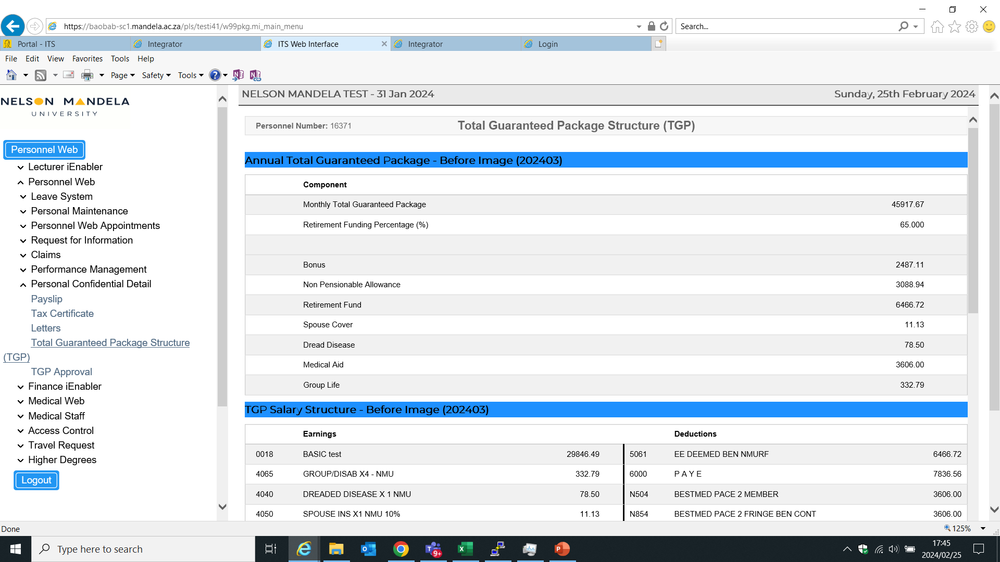 https://baobab-sc1.mandela.ac.za/pls/testi41/w99pkg.mi_main_menu
Search...
Portal - ITS
Integrator
ITS Web Interface
Integrator
Login
File Edit View Favorites Tools Help
Page Safety Tools
NELSON MANDELA
UNIVERSITY
Personnel Web
Lecturer iEnabler
Personnel Web
Leave System
Personal Maintenance
Personnel Web Appointments
Request for Information
Claims
Performance Management
Personal Confidential Detail
Payslip
Tax Certificate
Letters
Total Guaranteed Package Structure
(TGP)
TGP Approval
Finance iEnabler
Medical Web
Medical Staff
Access Control
Travel Request
Higher Degrees
Logout
NELSON MANDELA TEST - 31 Jan 2024 Sunday, 25th February 2024
Personnel Number: 16371 Total Guaranteed Package Structure (TGP)
Annual Total Guaranteed Package - Before Image (202403)
Component
Monthly Total Guaranteed Package 45917.67
Retirement Funding Percentage (%) 65.000
Bonus 2487.11
Non Pensionable Allowance 3088.94
Retirement Fund 6466.72
Spouse Cover 11.13
Dread Disease 78.50
Medical Aid 3606.00
Group Life 332.79
TGP Salary Structure - Before Image (202403)
Earnings Deductions
0018 BASIC test 29846.49 5061 EE DEEMED BEN NMURF 6466.72
4065 GROUP/DISAB X4 - NMU 332.79 6000 P A Y E 7836.56
4040 DREADED DISEASE X 1 NMU 78.50 N504 BESTMED PACE 2 MEMBER 3606.00
4050 SPOUSE INS X1 NMU 10% 11.13 N854 BESTMED PACE 2 FRINGE BEN CONT 3606.00
Done
125%
Type here to search
9+
17:45
2024/02/25